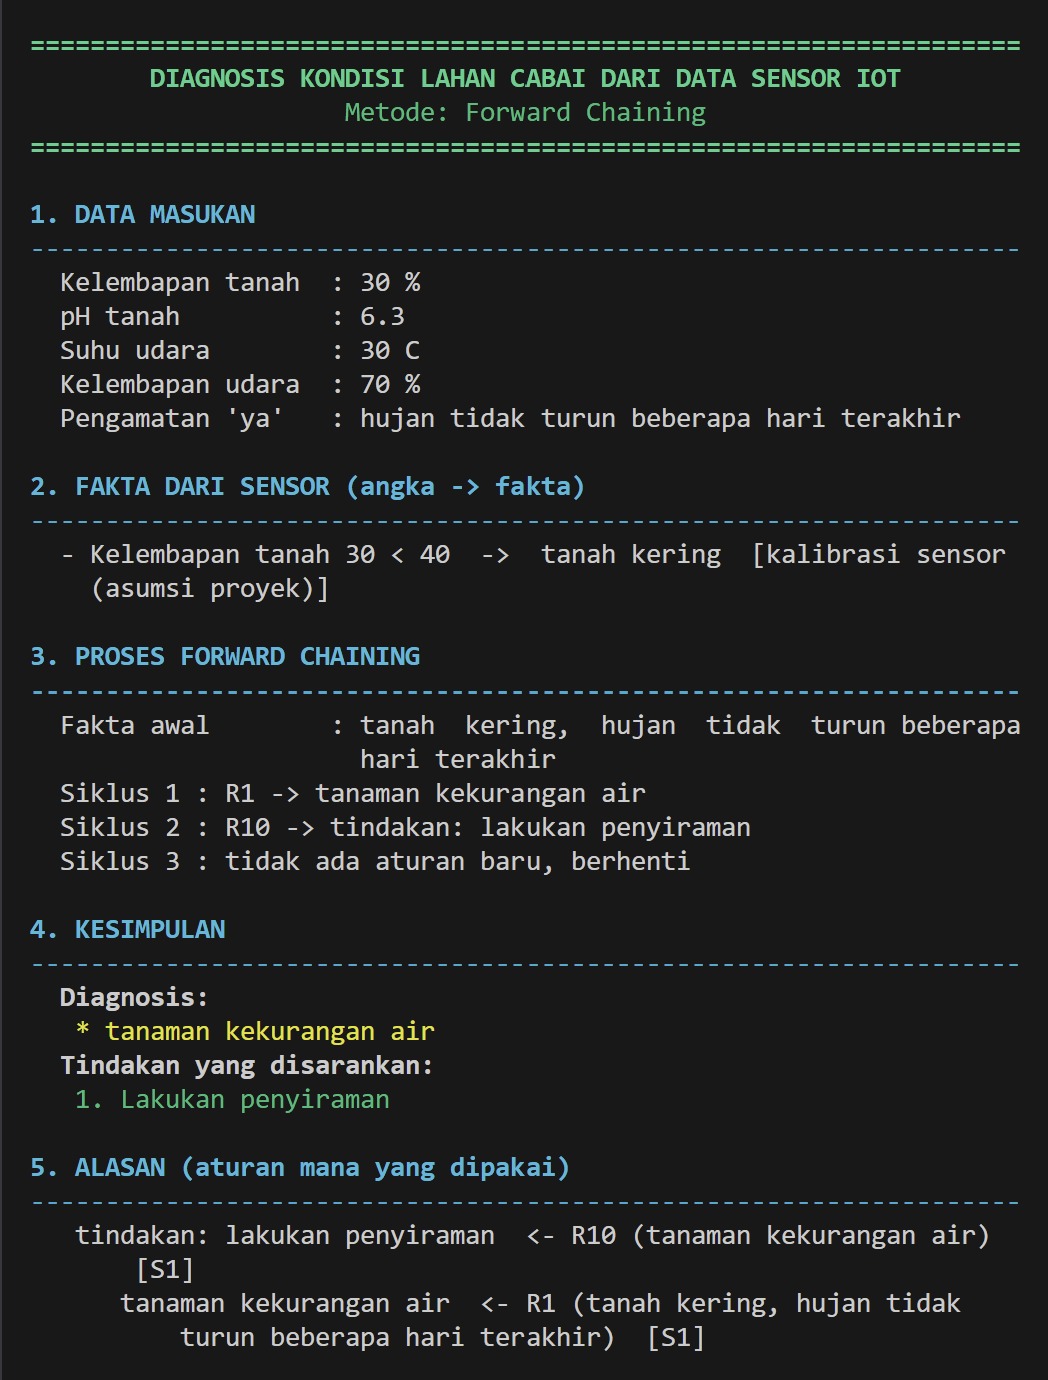 ==================================================================
DIAGNOSIS KONDISI LAHAN CABAI DARI DATA SENSOR IOT
Metode: Forward Chaining
==================================================================
1. DATA MASUKAN
------------------------------------------------------------------
Kelembapan tanah : 30 %
pH tanah : 6.3
Suhu udara : 30 C
Kelembapan udara : 70 %
Pengamatan 'ya' : hujan tidak turun beberapa hari terakhir
2. FAKTA DARI SENSOR (angka -> fakta)
------------------------------------------------------------------
- Kelembapan tanah 30 < 40 -> tanah kering [kalibrasi sensor
(asumsi proyek)]
3. PROSES FORWARD CHAINING
------------------------------------------------------------------
Fakta awal : tanah kering, hujan tidak turun beberapa
hari terakhir
Siklus 1 : R1 -> tanaman kekurangan air
Siklus 2 : R10 -> tindakan: lakukan penyiraman
Siklus 3 : tidak ada aturan baru, berhenti
4. KESIMPULAN
------------------------------------------------------------------
Diagnosis:
* tanaman kekurangan air
Tindakan yang disarankan:
1. Lakukan penyiraman
5. ALASAN (aturan mana yang dipakai)
------------------------------------------------------------------
tindakan: lakukan penyiraman <- R10 (tanaman kekurangan air)
[S1]
tanaman kekurangan air <- R1 (tanah kering, hujan tidak
turun beberapa hari terakhir) [S1]